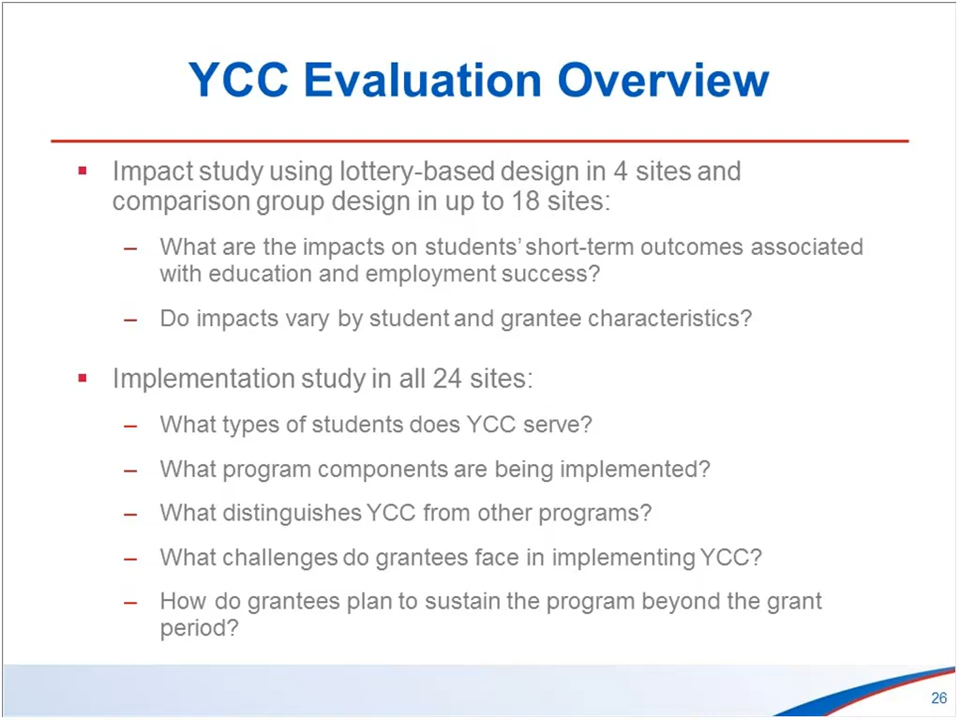 YCC Evaluation Overview
▪ Impact study using lottery-based design in 4 sites and
comparison group design in up to 18 sites:
– What are the impacts on students' short-term outcomes associated
with education and employment success?
– Do impacts vary by student and grantee characteristics?
▪ Implementation study in all 24 sites:
– What types of students does YCC serve?
– What program components are being implemented?
– What distinguishes YCC from other programs?
– What challenges do grantees face in implementing YCC?
– How do grantees plan to sustain the program beyond the grant
period?
26